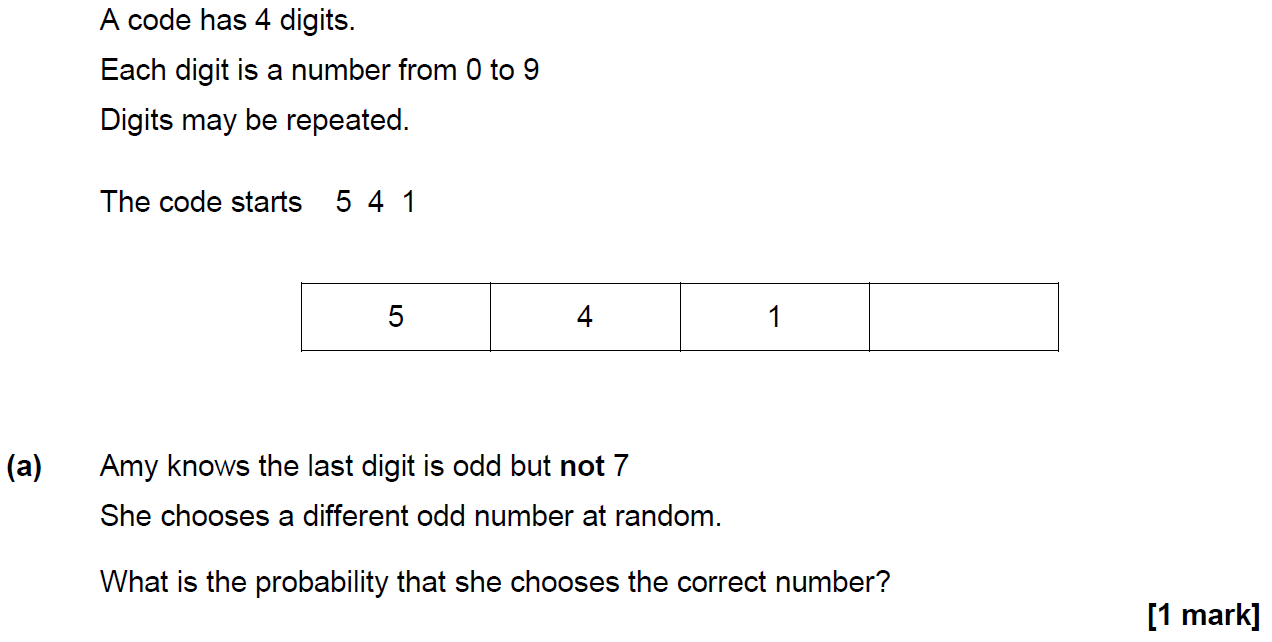 A code has 4 digits.
Each digit is a number from 0 to 9
Digits may be repeated.
The code starts 5 4 1
5 4 1
(a) Amy knows the last digit is odd but not 7
She chooses a different odd number at random.
What is the probability that she chooses the correct number?
[1 mark]